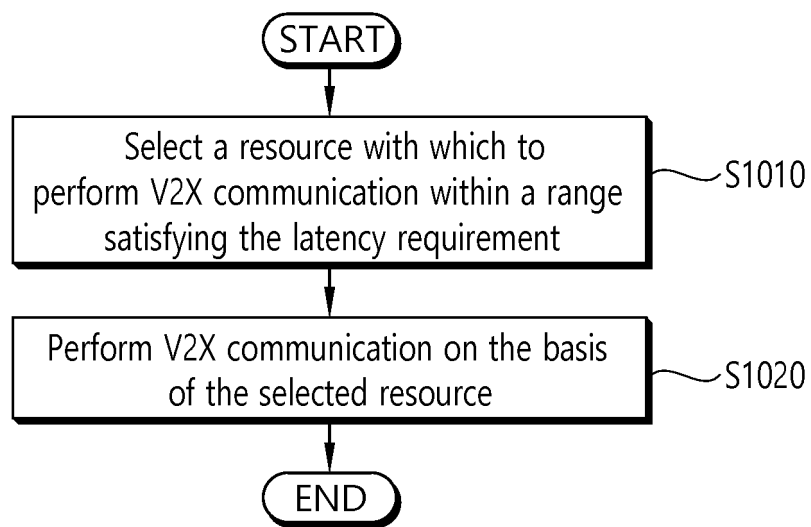 START
Select a resource with which to
perform V2X communication within a range
satisfying the latency requirement
S1010
Perform V2X communication on the basis
of the selected resource
S1020
END